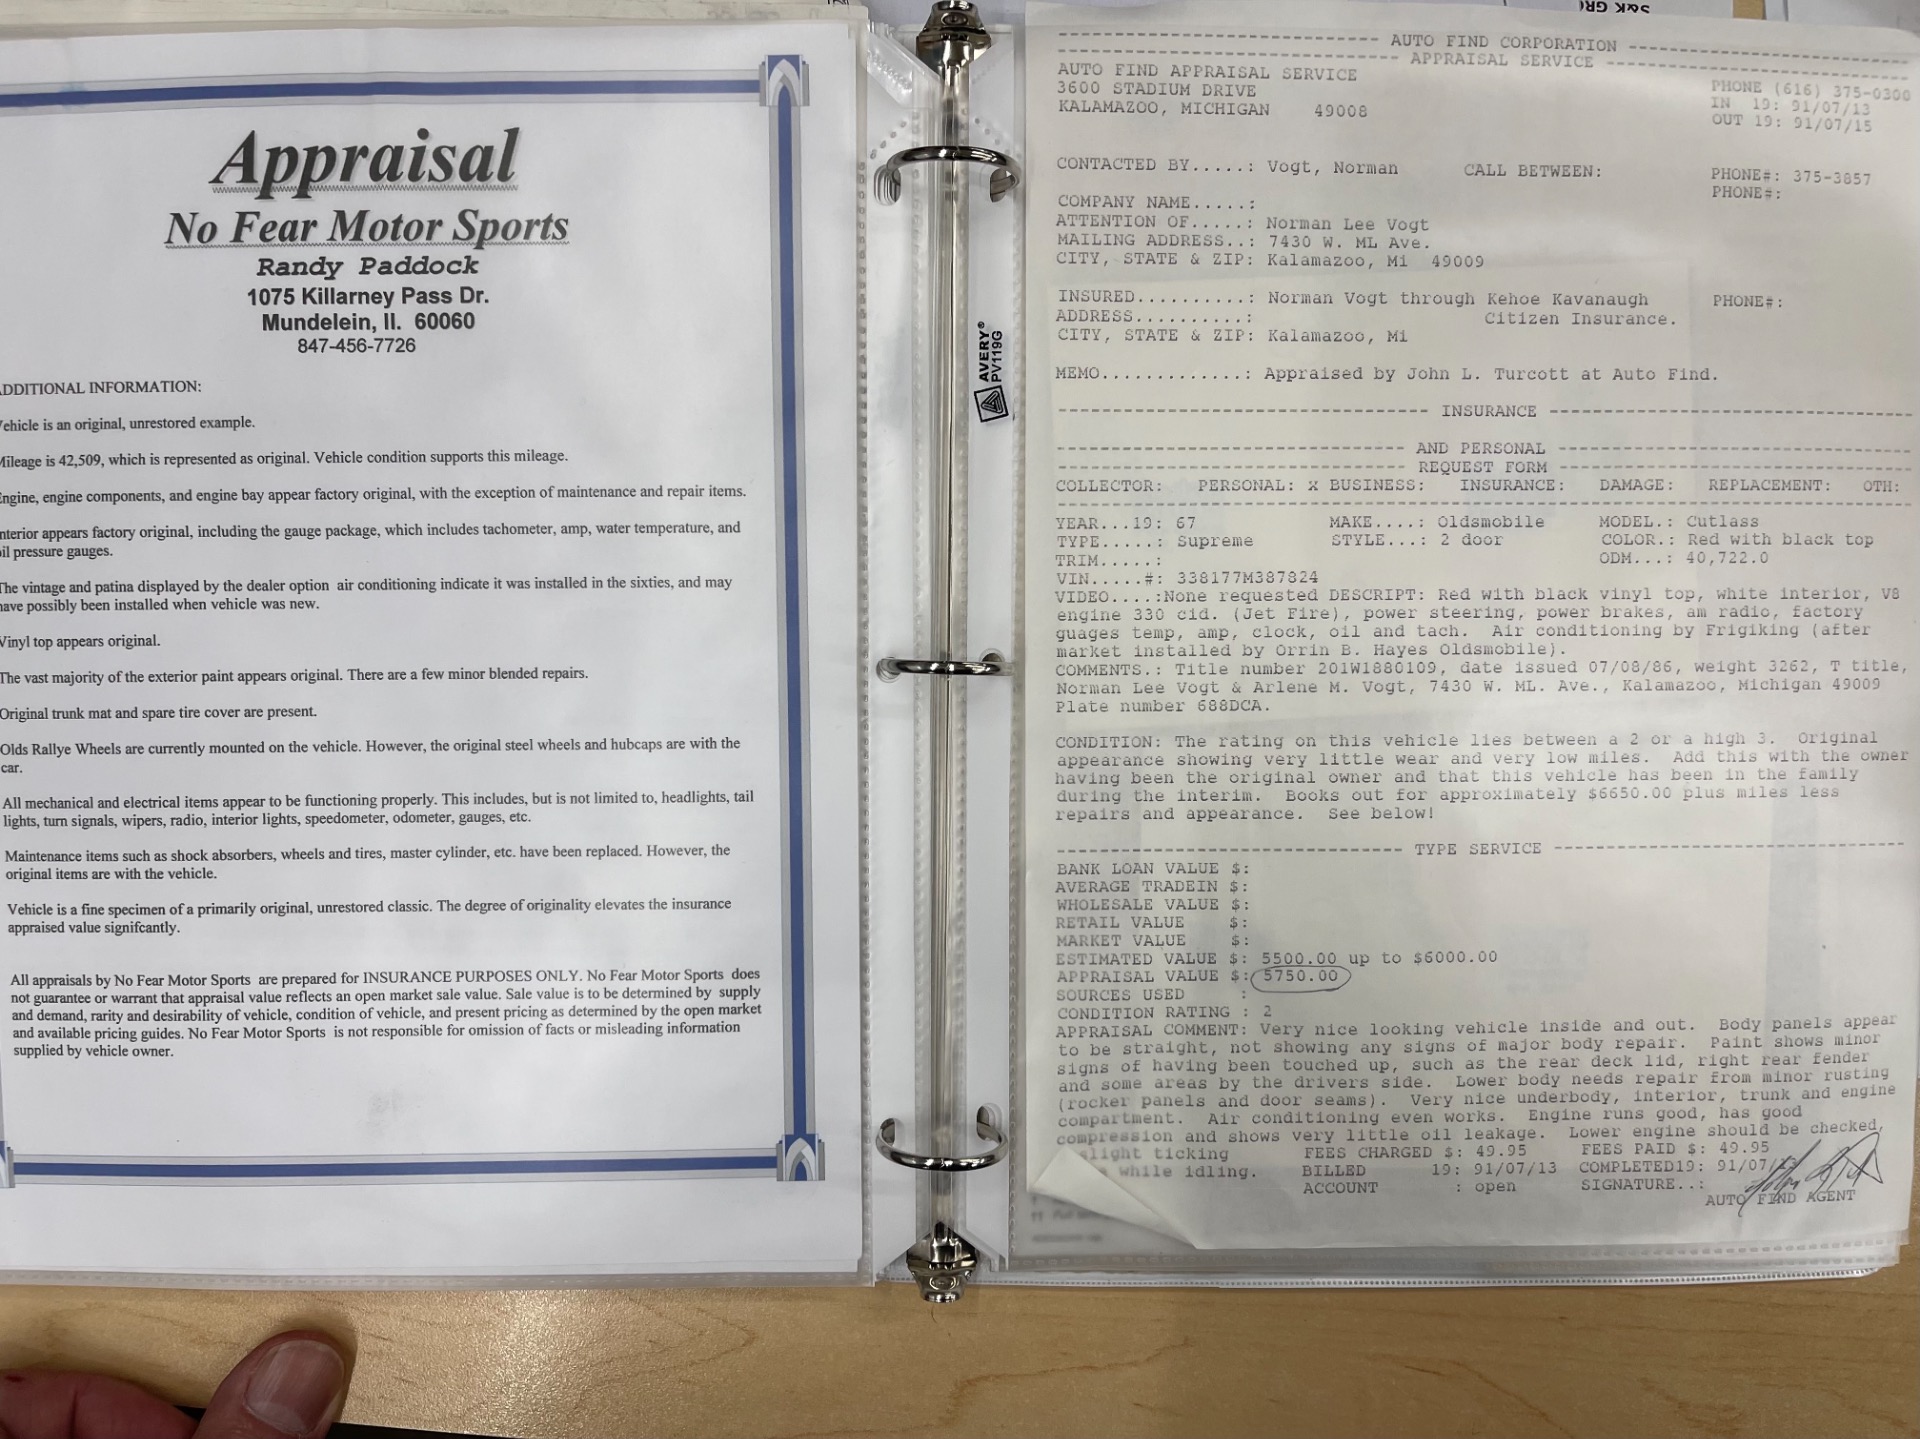 Appraisal
No Fear Motor Sports
Randy Paddock
1075 Killarney Pass Dr.
Mundelein, Il. 60060
847-456-7726
ADDITIONAL INFORMATION:
Vehicle is an original, unrestored example.
Mileage is 42,509, which is represented as original. Vehicle condition supports this mileage.
Engine, engine components, and engine bay appear factory original, with the exception of maintenance and repair items.
Interior appears factory original, including the gauge package, which includes tachometer, amp, water temperature, and
oil pressure gauges.
The vintage and patina displayed by the dealer option air conditioning indicate it was installed in the sixties, and may
have possibly been installed when vehicle was new.
Vinyl top appears original.
The vast majority of the exterior paint appears original. There are a few minor blended repairs.
Original trunk mat and spare tire cover are present.
Olds Rallye Wheels are currently mounted on the vehicle. However, the original steel wheels and hubcaps are with the
car.
All mechanical and electrical items appear to be functioning properly. This includes, but is not limited to, headlights, tail
lights, turn signals, wipers, radio, interior lights, speedometer, odometer, gauges, etc.
Maintenance items such as shock absorbers, wheels and tires, master cylinder, etc. have been replaced. However, the
original items are with the vehicle.
Vehicle is a fine specimen of a primarily original, unrestored classic. The degree of originality elevates the insurance
appraised value signifcantly.
All appraisals by No Fear Motor Sports are prepared for INSURANCE PURPOSES ONLY. No Fear Motor Sports does
not guarantee or warrant that appraisal value reflects an open market sale value. Sale value is to be determined by supply
and demand, rarity and desirability of vehicle, condition of vehicle, and present pricing as determined by the open market
and available pricing guides. No Fear Motor Sports is not responsible for omission of facts or misleading information
supplied by vehicle owner.
AVERY®
PV119G
S&K GR
AUTO FIND CORPORATION
APPRAISAL SERVICE
AUTO FIND APPRAISAL SERVICE
3600 STADIUM DRIVE
KALAMAZOO, MICHIGAN 49008
PHONE (616) 375-0300
IN 19: 91/07/13
OUT 19: 91/07/15
CONTACTED BY.....: Vogt, Norman CALL BETWEEN: PHONE#: 375-3857
PHONE#:
COMPANY NAME.....:
ATTENTION OF.....: Norman Lee Vogt
MAILING ADDRESS..: 7430 W. ML Ave.
CITY, STATE & ZIP: Kalamazoo, Mi 49009
INSURED..........: Norman Vogt through Kehoe Kavanaugh PHONE#:
ADDRESS..........: Citizen Insurance.
CITY, STATE & ZIP: Kalamazoo, Mi
MEMO.............: Appraised by John L. Turcott at Auto Find.
INSURANCE
AND PERSONAL
REQUEST FORM
COLLECTOR: PERSONAL: x BUSINESS: INSURANCE: DAMAGE: REPLACEMENT: OTH:
YEAR...19: 67 MAKE....: Oldsmobile MODEL.: Cutlass
TYPE.....: Supreme STYLE...: 2 door COLOR.: Red with black top
TRIM.....: ODM...: 40,722.0
VIN.....#: 338177M387824
VIDEO....:None requested DESCRIPT: Red with black vinyl top, white interior, V8
engine 330 cid. (Jet Fire), power steering, power brakes, am radio, factory
guages temp, amp, clock, oil and tach. Air conditioning by Frigiking (after
market installed by Orrin B. Hayes Oldsmobile).
COMMENTS.: Title number 201W1880109, date issued 07/08/86, weight 3262, T title,
Norman Lee Vogt & Arlene M. Vogt, 7430 W. ML. Ave., Kalamazoo, Michigan 49009
Plate number 688DCA.
CONDITION: The rating on this vehicle lies between a 2 or a high 3. Original
appearance showing very little wear and very low miles. Add this with the owner
having been the original owner and that this vehicle has been in the family
during the interim. Books out for approximately $6650.00 plus miles less
repairs and appearance. See below!
TYPE SERVICE
BANK LOAN VALUE $:
AVERAGE TRADEIN $:
WHOLESALE VALUE $:
RETAIL VALUE $:
MARKET VALUE $:
ESTIMATED VALUE $: 5500.00 up to $6000.00
APPRAISAL VALUE $: 5750.00
SOURCES USED :
CONDITION RATING : 2
APPRAISAL COMMENT: Very nice looking vehicle inside and out. Body panels appear
to be straight, not showing any signs of major body repair. Paint shows minor
signs of having been touched up, such as the rear deck lid, right rear fender
and some areas by the drivers side. Lower body needs repair from minor rusting
(rocker panels and door seams). Very nice underbody, interior, trunk and engine
compartment. Air conditioning even works. Engine runs good, has good
compression and shows very little oil leakage. Lower engine should be checked,
slight ticking FEES CHARGED $: 49.95 FEES PAID $: 49.95
while idling. BILLED 19: 91/07/13 COMPLETED19: 91/07/
ACCOUNT : open SIGNATURE..:
AUTO FIND AGENT